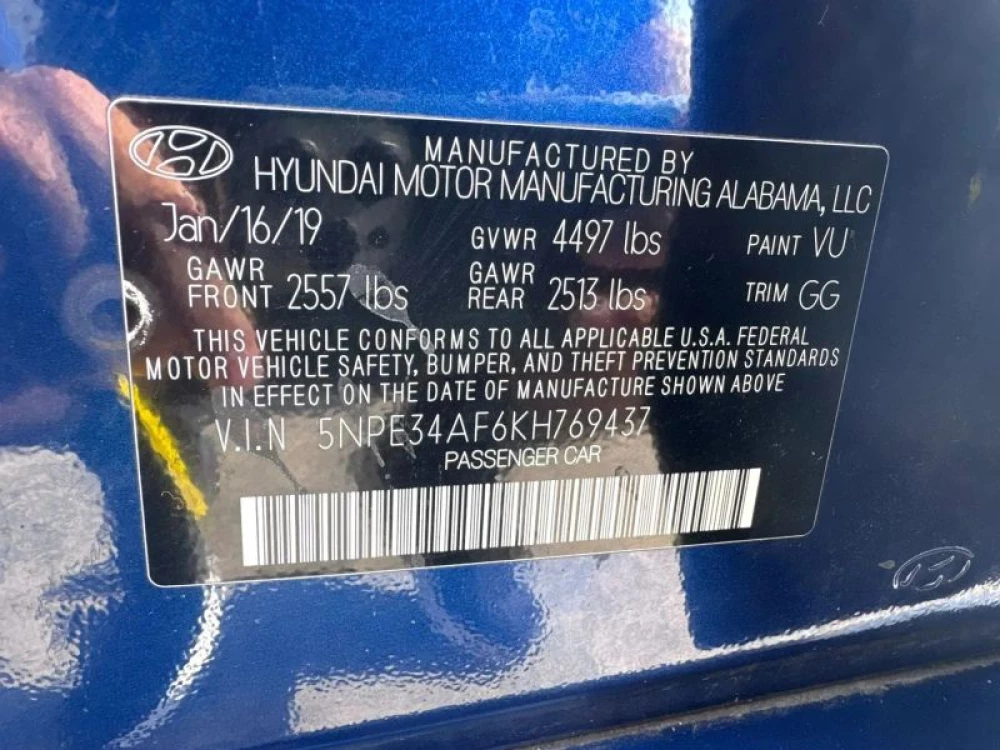 MANUFACTURED BY
HYUNDAI MOTOR MANUFACTURING ALABAMA, LLC
Jan/16/19 GVWR 4497 lbs PAINT VU
GAWR FRONT 2557 lbs GAWR REAR 2513 lbs TRIM GG
THIS VEHICLE CONFORMS TO ALL APPLICABLE U.S.A. FEDERAL
MOTOR VEHICLE SAFETY, BUMPER, AND THEFT PREVENTION STANDARDS
IN EFFECT ON THE DATE OF MANUFACTURE SHOWN ABOVE
V.I.N 5NPE34AF6KH769437
PASSENGER CAR